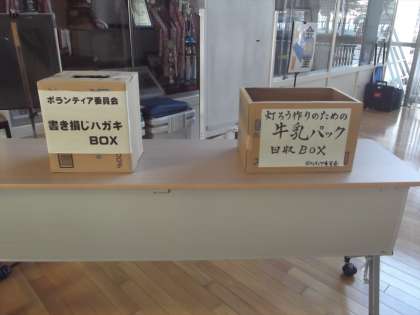 ボランティア委員会
書き損じハガキ
BOX
灯ろう作りのための
牛乳パック
回収BOX